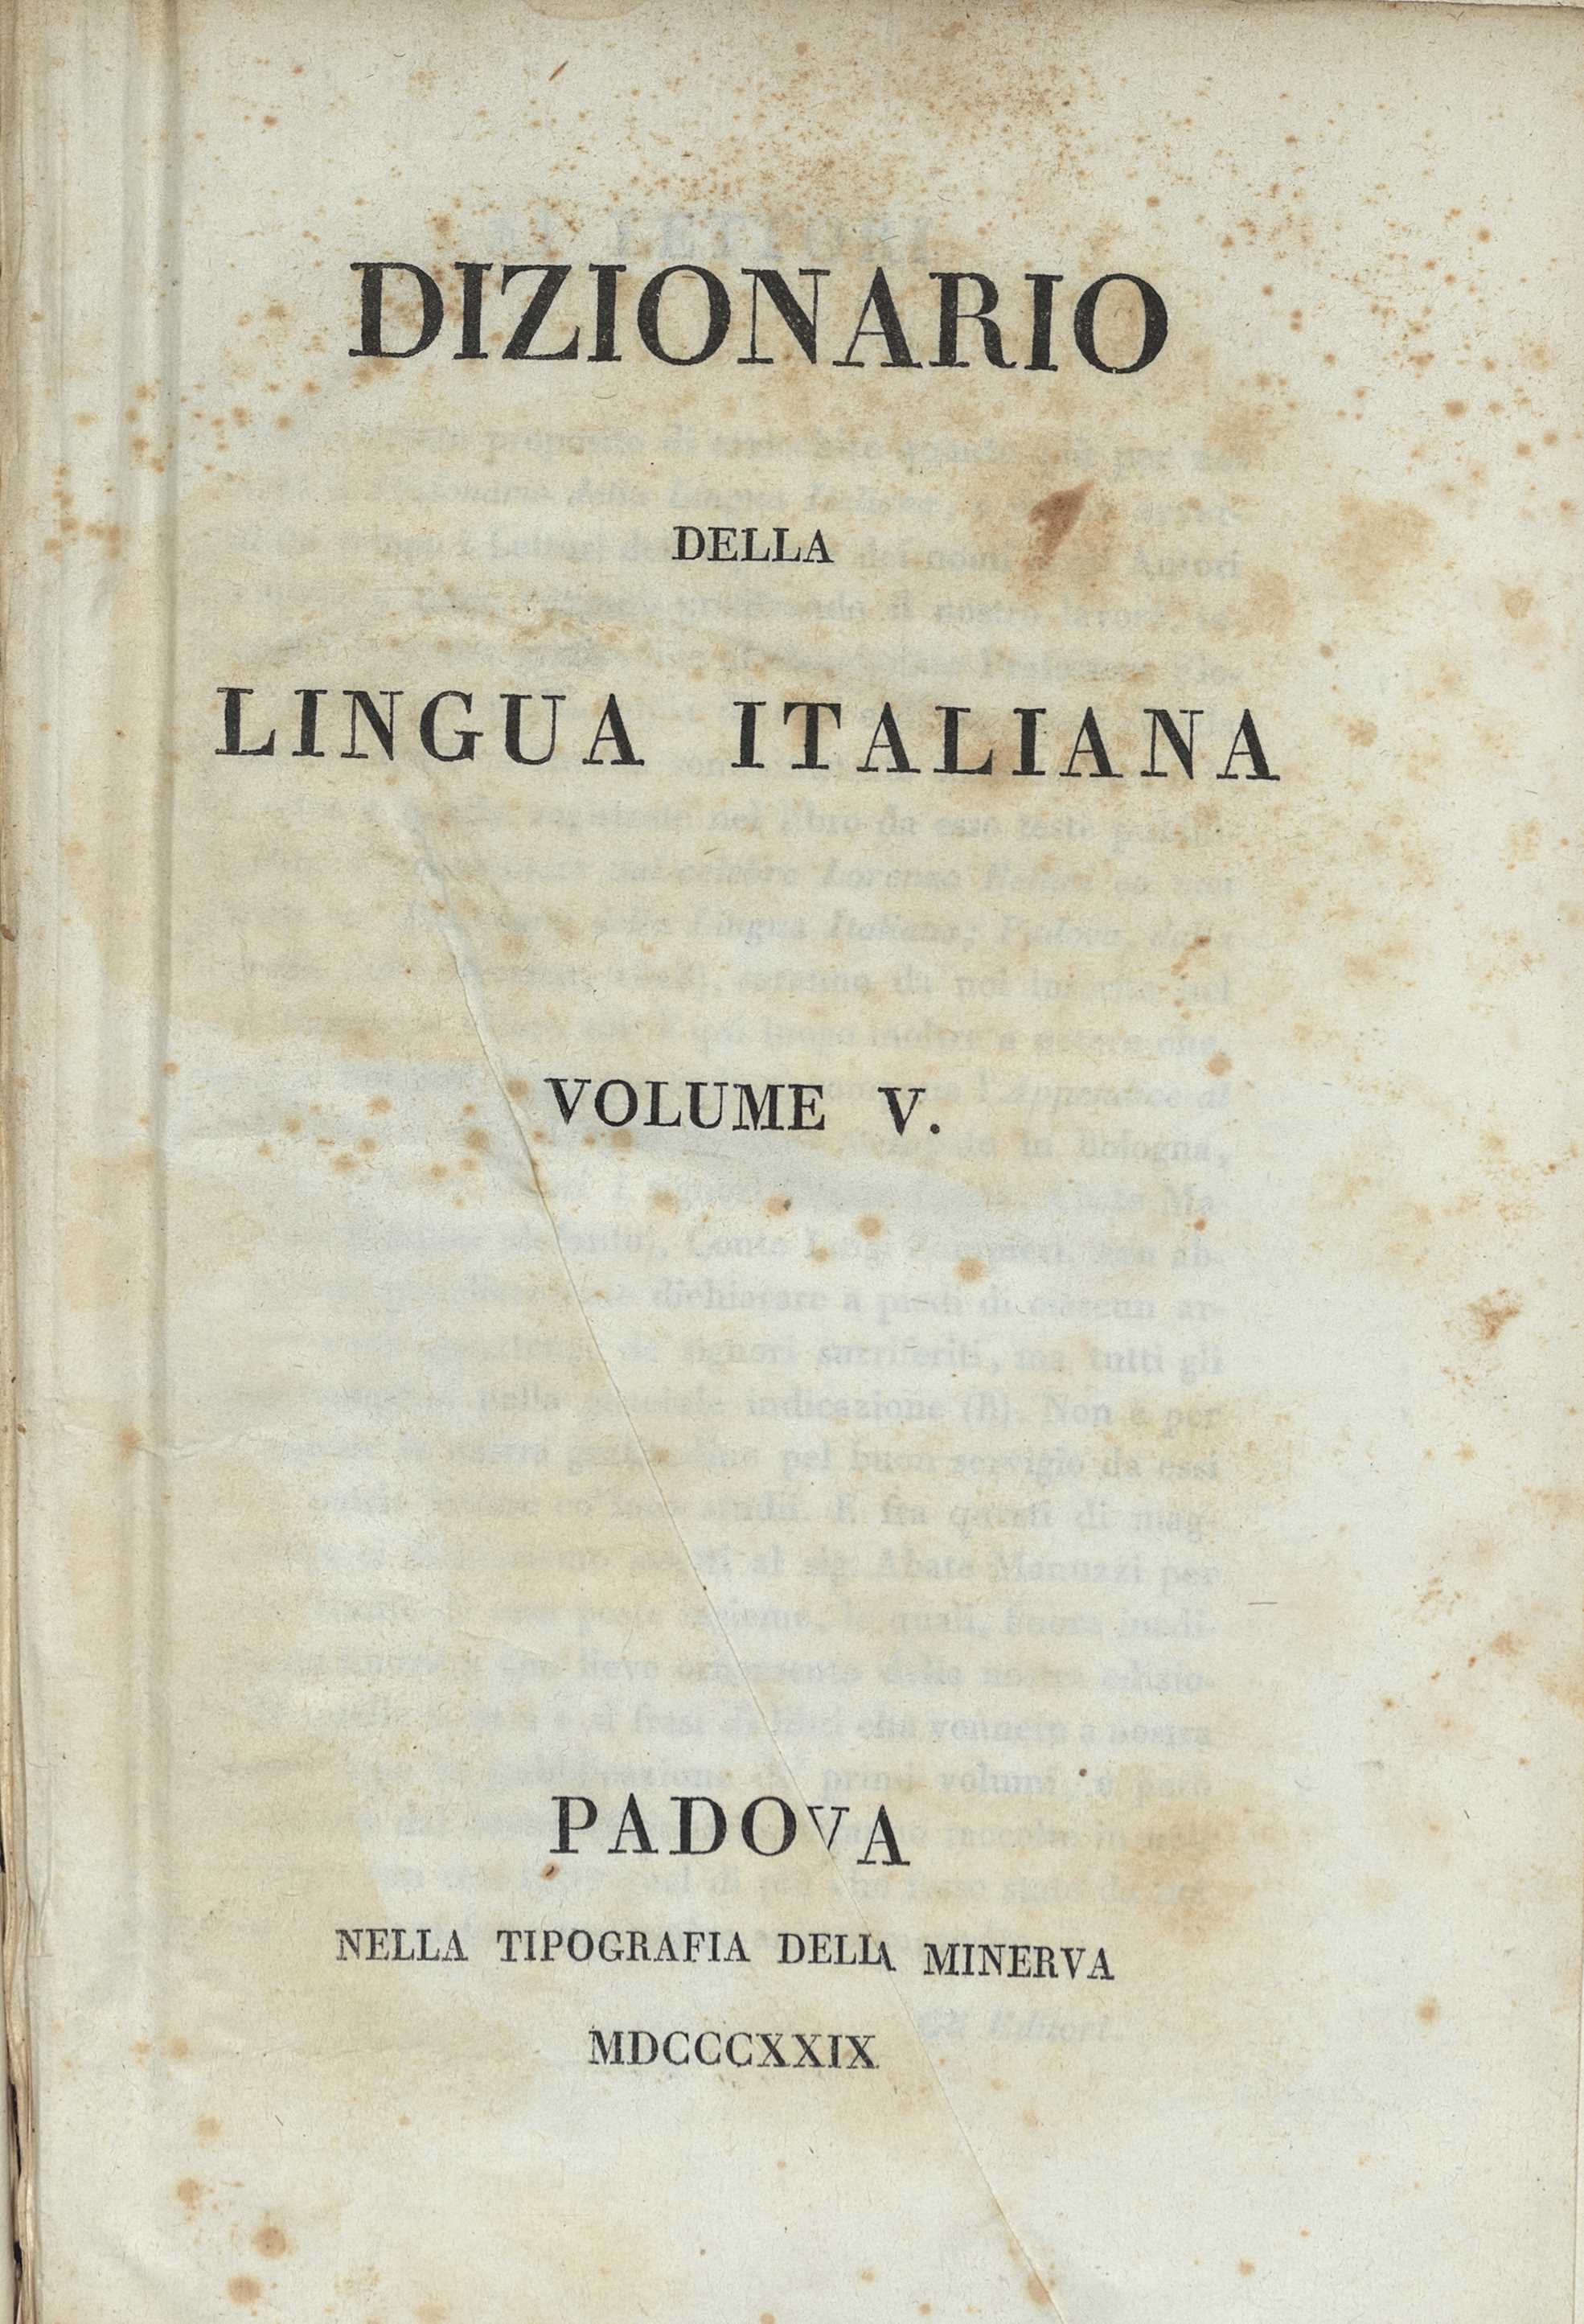 DIZIONARIO
DELLA
LINGUA ITALIANA
VOLUME V.
PADOVA
NELLA TIPOGRAFIA DELLA MINERVA
MDCCCXXIX